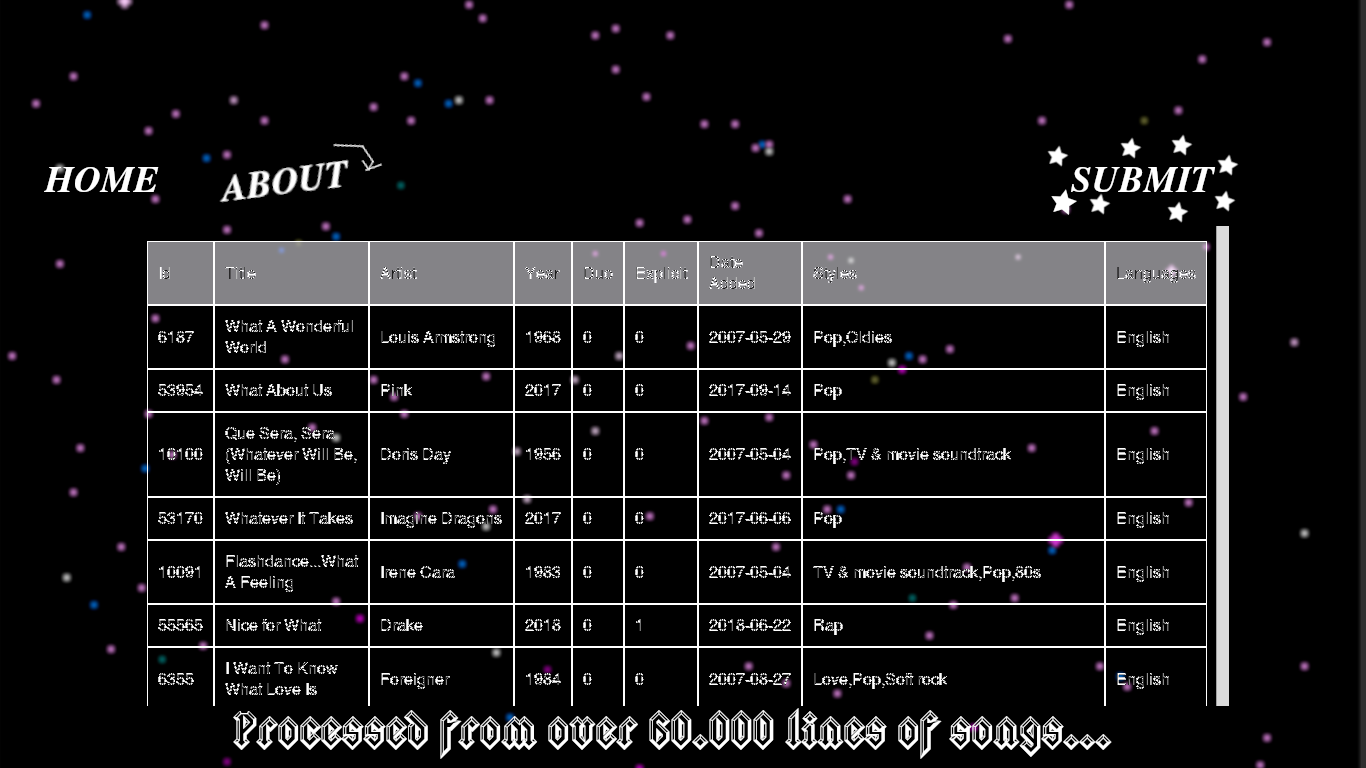 HOME ABOUT SUBMIT
Id Title Artist Year Duo Explicit Date Added Styles Languages
6187 What A Wonderful World Louis Armstrong 1968 0 0 2007-05-29 Pop,Oldies English
53954 What About Us Pink 2017 0 0 2017-09-14 Pop English
10100 Que Sera, Sera (Whatever Will Be, Will Be) Doris Day 1956 0 0 2007-05-04 Pop,TV & movie soundtrack English
53170 Whatever It Takes Imagine Dragons 2017 0 0 2017-06-06 Pop English
10091 Flashdance...What A Feeling Irene Cara 1983 0 0 2007-05-04 TV & movie soundtrack,Pop,80s English
55565 Nice for What Drake 2018 0 1 2018-06-22 Rap English
6355 I Want To Know What Love Is Foreigner 1984 0 0 2007-08-27 Love,Pop,Soft rock English
Processed from over 60.000 lines of songs...